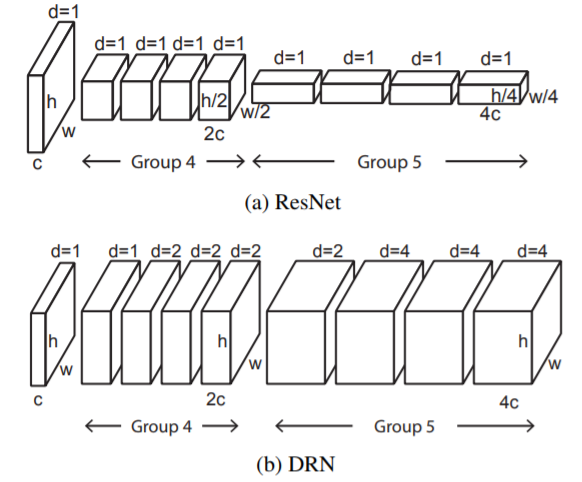 d=1
d=1 d=1 d=1 d=1
d=1 d=1 d=1 d=1
h
w
c
h/2
w/2
2c
h/4
w/4
4c
Group 4
Group 5
(a) ResNet
d=1
d=1 d=2 d=2 d=2
d=2 d=4 d=4 d=4
h
w
c
h
w
2c
h
w
4c
Group 4
Group 5
(b) DRN